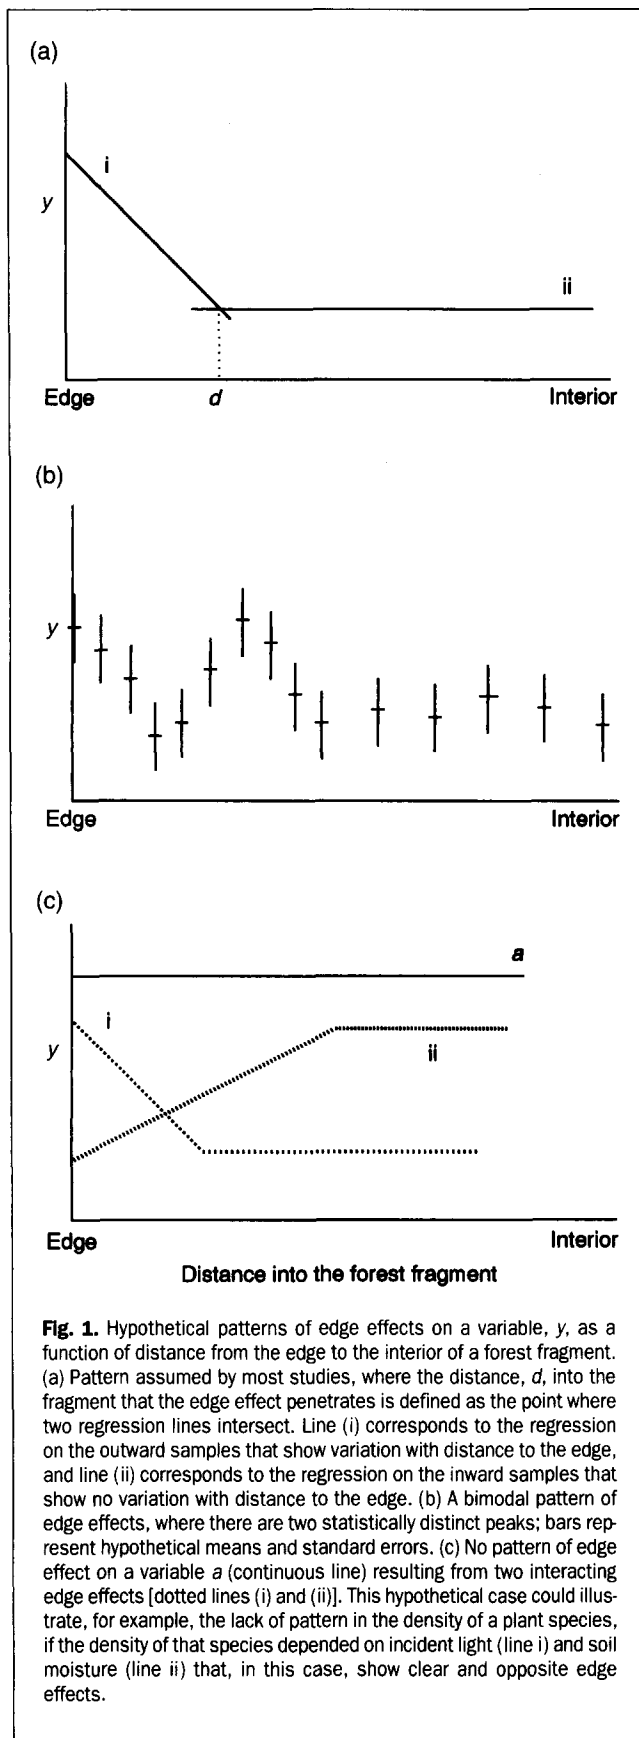 (a)
i
y
ii
Edge
d
Interior
(b)
y
Edge
Interior
(c)
a
i
y
ii
Edge
Interior
Distance into the forest fragment
Fig. 1. Hypothetical patterns of edge effects on a variable, y, as a
function of distance from the edge to the interior of a forest fragment.
(a) Pattern assumed by most studies, where the distance, d, into the
fragment that the edge effect penetrates is defined as the point where
two regression lines intersect. Line (i) corresponds to the regression
on the outward samples that show variation with distance to the edge,
and line (ii) corresponds to the regression on the inward samples that
show no variation with distance to the edge. (b) A bimodal pattern of
edge effects, where there are two statistically distinct peaks; bars rep-
resent hypothetical means and standard errors. (c) No pattern of edge
effect on a variable a (continuous line) resulting from two interacting
edge effects [dotted lines (i) and (ii)]. This hypothetical case could illus-
trate, for example, the lack of pattern in the density of a plant species,
if the density of that species depended on incident light (line i) and soil
moisture (line ii) that, in this case, show clear and opposite edge
effects.